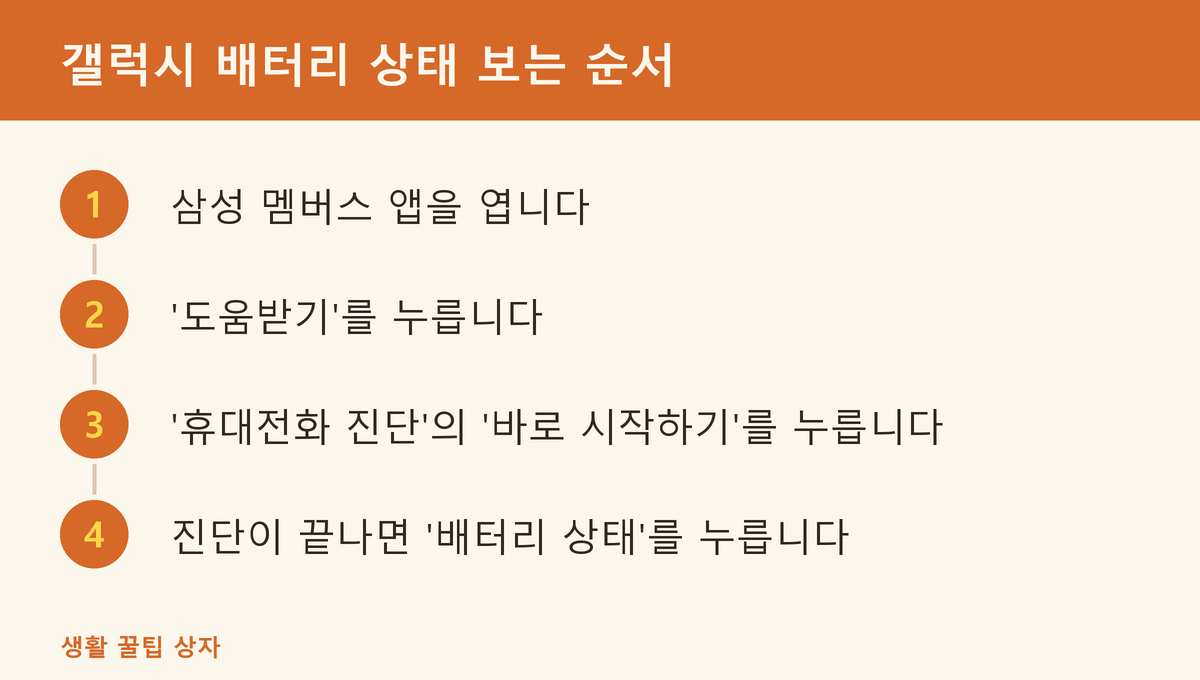 갤럭시 배터리 상태 보는 순서
1 삼성 멤버스 앱을 엽니다
2 '도움받기'를 누릅니다
3 '휴대전화 진단'의 '바로 시작하기'를 누릅니다
4 진단이 끝나면 '배터리 상태'를 누릅니다
생활 꿀팁 상자